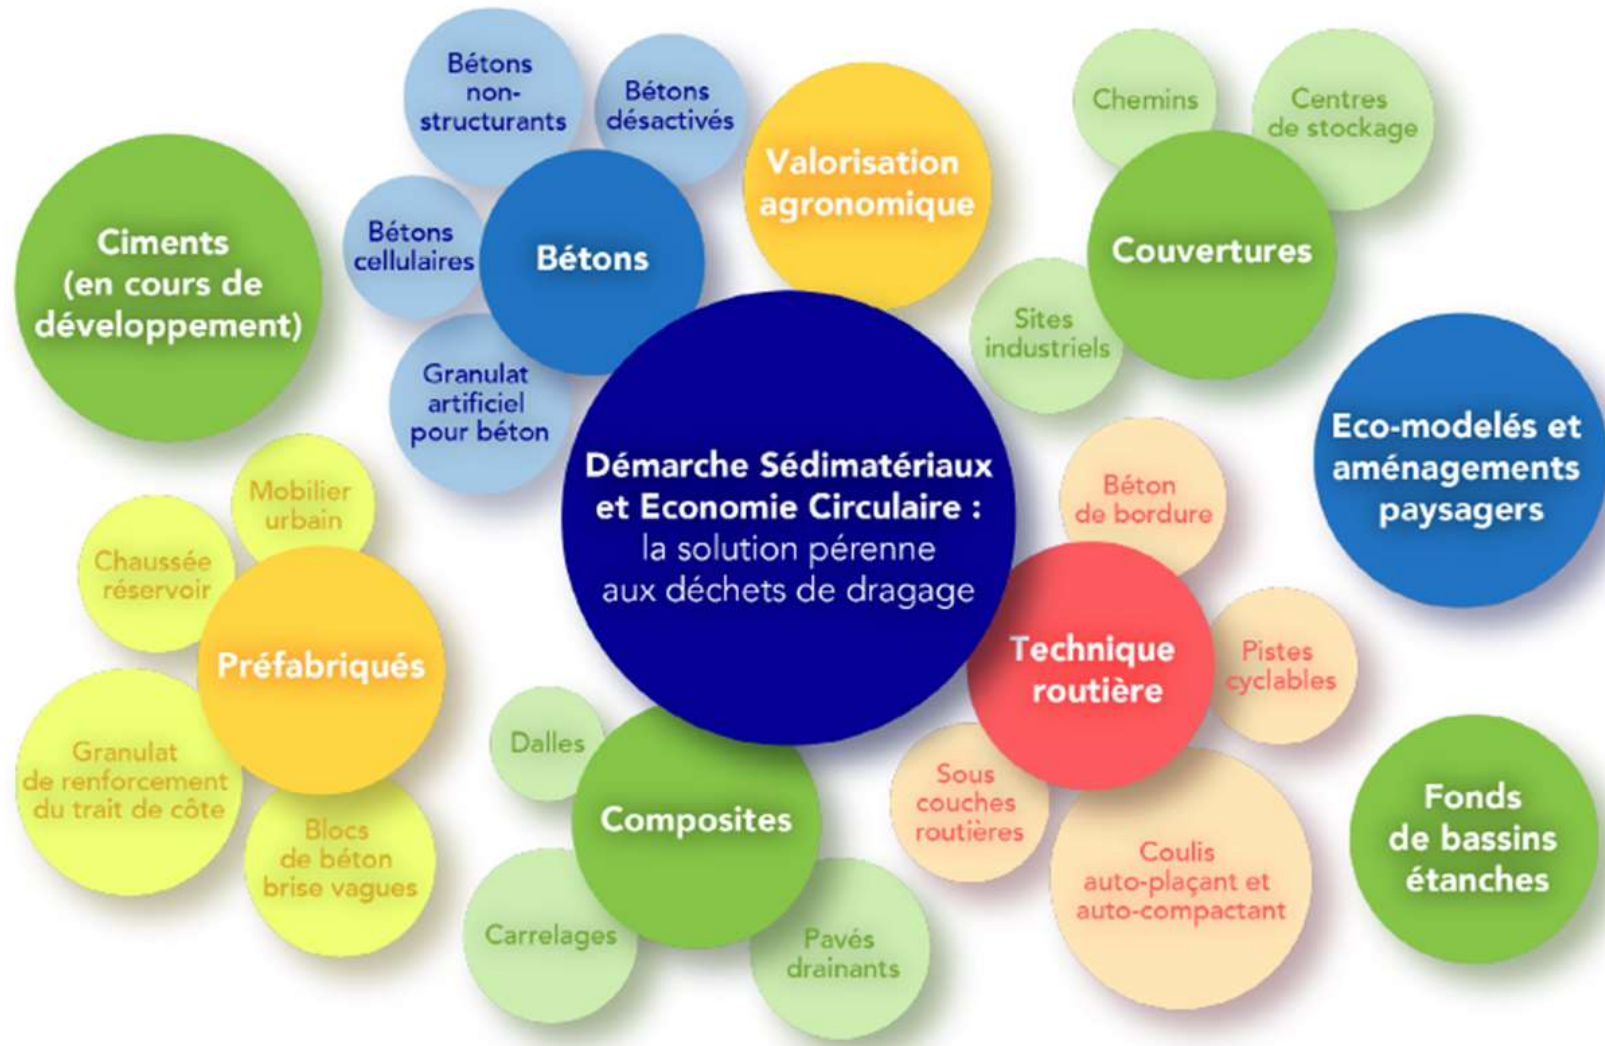 Bétons
non-
structurants
Bétons
désactivés
Bétons
cellulaires
Bétons
Granulat
artificiel
pour béton
Valorisation
agronomique
Chemins
Centres
de stockage
Couvertures
Sites
industriels
Ciments
(en cours de
développement)
Démarche Sédimatériaux
et Economie Circulaire :
la solution pérenne
aux déchets de dragage
Eco-modelés et
aménagements
paysagers
Mobilier
urbain
Chaussée
réservoir
Préfabriqués
Granulat
de renforcement
du trait de côte
Blocs
de béton
brise vagues
Dalles
Composites
Carrelages
Pavés
drainants
Béton
de bordure
Technique
routière
Pistes
cyclables
Sous
couches
routières
Coulis
auto-plaçant et
auto-compactant
Fonds
de bassins
étanches